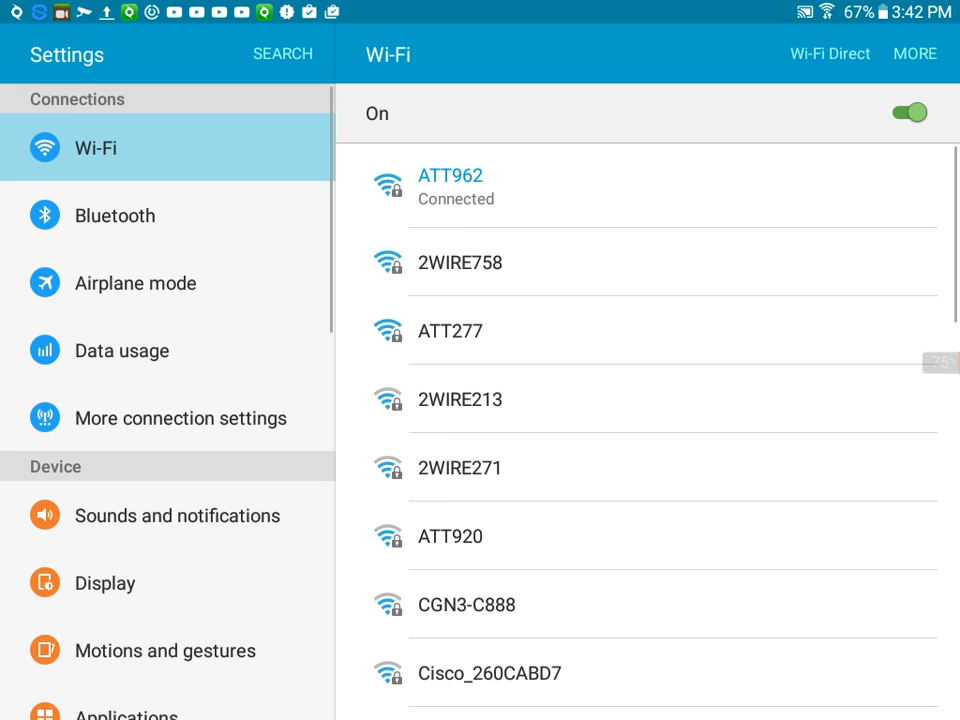 67% 3:42 PM
Settings
SEARCH
Wi-Fi
Wi-Fi Direct
MORE
Connections
Wi-Fi
Bluetooth
Airplane mode
Data usage
More connection settings
Device
Sounds and notifications
Display
Motions and gestures
Applications
On
ATT962
Connected
2WIRE758
ATT277
75%
2WIRE213
2WIRE271
ATT920
CGN3-C888
Cisco_260CABD7